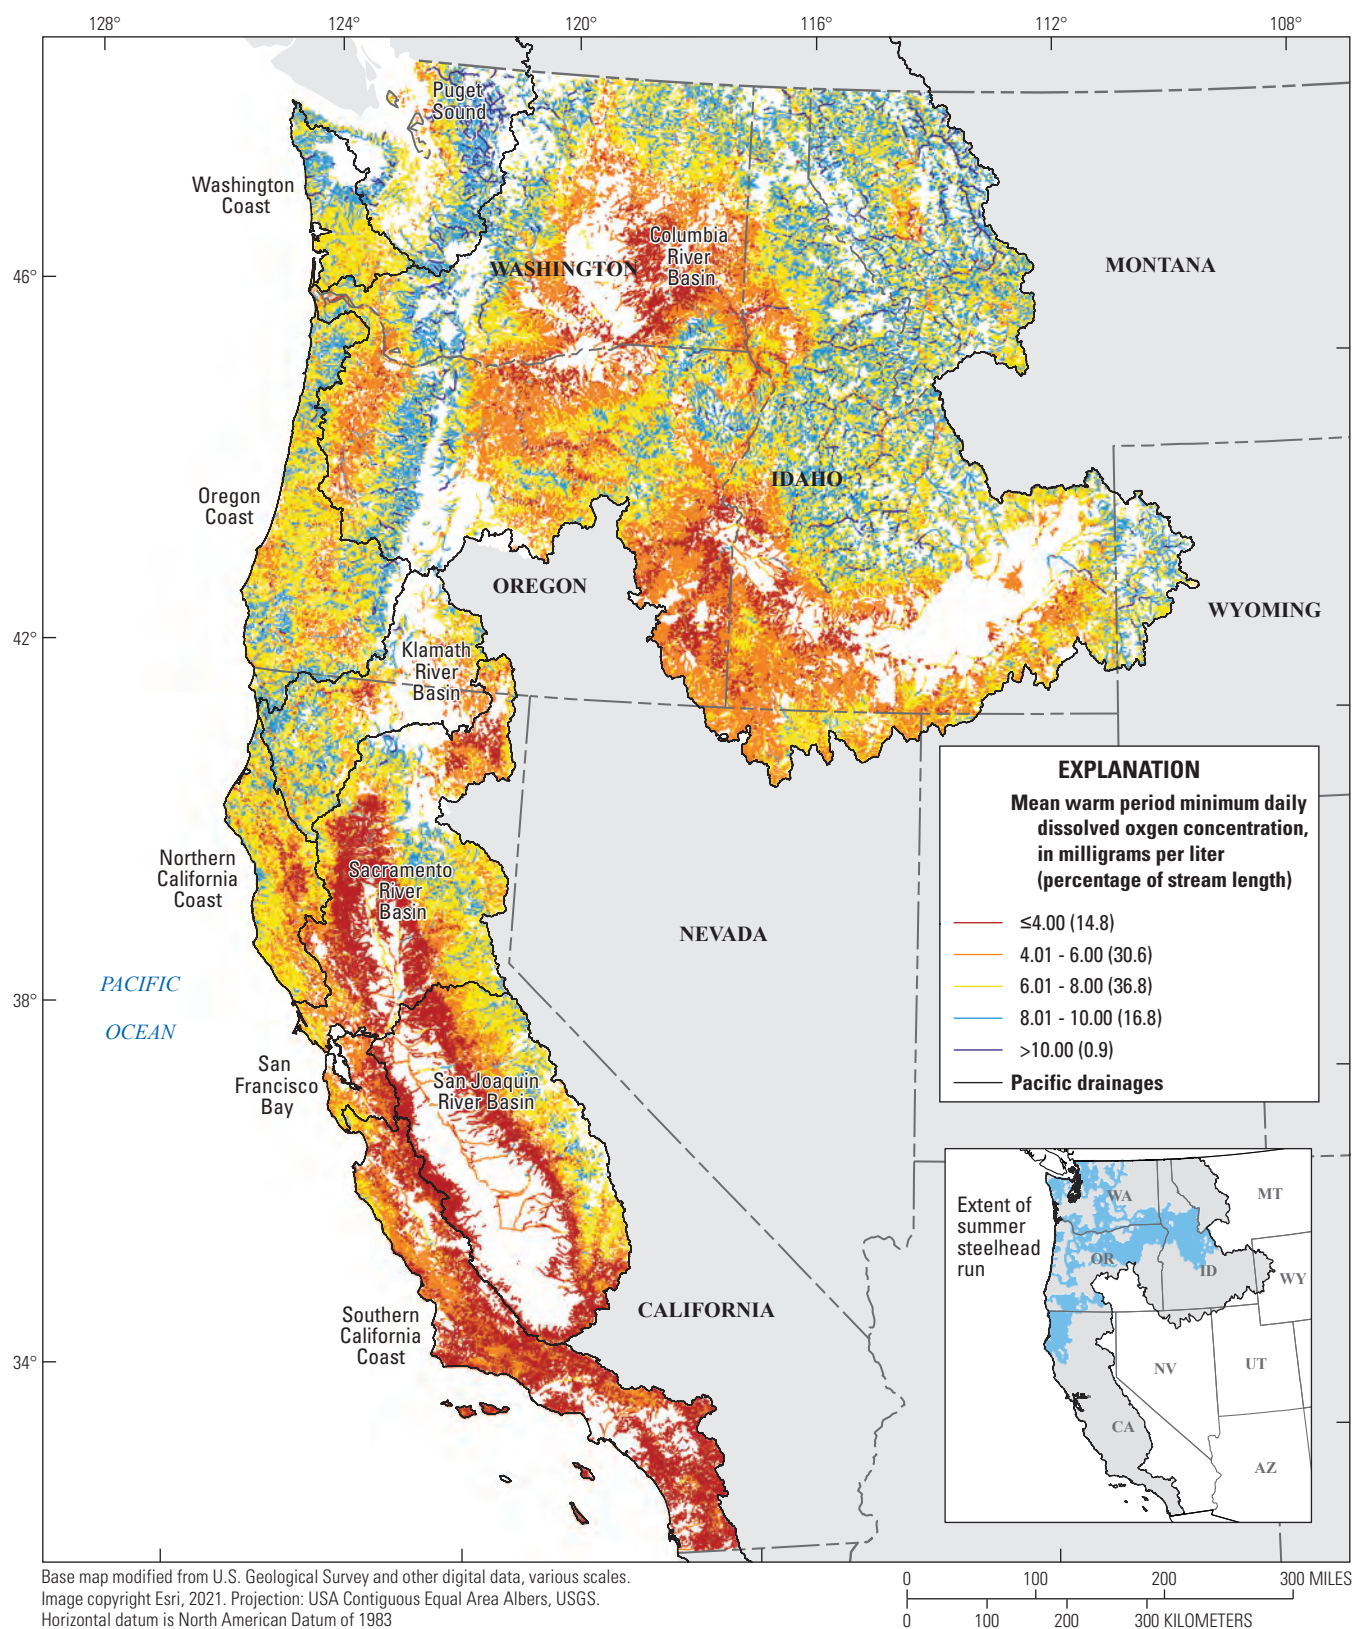 128°
124°
120°
116°
112°
108°
Puget
Sound
Washington
Coast
Columbia
River
Basin
WASHINGTON
46°
MONTANA
IDAHO
Oregon
Coast
OREGON
WYOMING
42°
Klamath
River
Basin
EXPLANATION
Mean warm period minimum daily
dissolved oxgen concentration,
in milligrams per liter
(percentage of stream length)
≤4.00 (14.8)
4.01 - 6.00 (30.6)
6.01 - 8.00 (36.8)
8.01 - 10.00 (16.8)
>10.00 (0.9)
Pacific drainages
Northern
California
Coast
Sacramento
River
Basin
NEVADA
PACIFIC
OCEAN
38°
San
Francisco
Bay
San Joaquin
River Basin
CALIFORNIA
Southern
California
Coast
34°
Extent of
summer
steelhead
run
WA
MT
OR
ID
WY
NV
UT
CA
AZ
Base map modified from U.S. Geological Survey and other digital data, various scales.
Image copyright Esri, 2021. Projection: USA Contiguous Equal Area Albers, USGS.
Horizontal datum is North American Datum of 1983
0 100 200 300 MILES
0 100 200 300 KILOMETERS